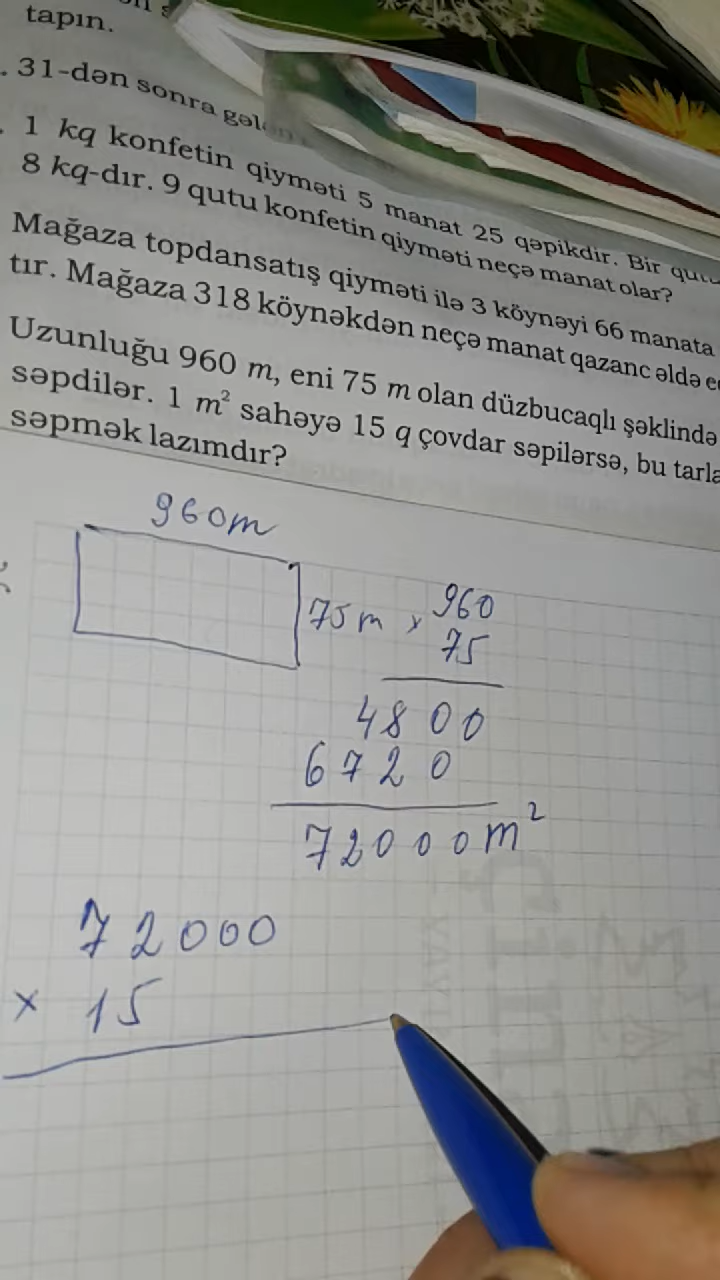 tapın.
31-dən sonra gələn
1 kq konfetin qiyməti 5 manat 25 qəpikdir. Bir
8 kq-dır. 9 qutu konfetin qiyməti neçə manat olar?
Mağaza topdansatış qiyməti ilə 3 köynəyi 66 manata
tır. Mağaza 318 köynəkdən neçə manat qazanc əldə
Uzunluğu 960 m, eni 75 m olan düzbucaqlı şəklində
səpdilər. 1 m² sahəyə 15 q çovdar səpilərsə, bu tarla
səpmək lazımdır?
960m
75m
× 960
75
4800
6720
72000m²
72000
× 15